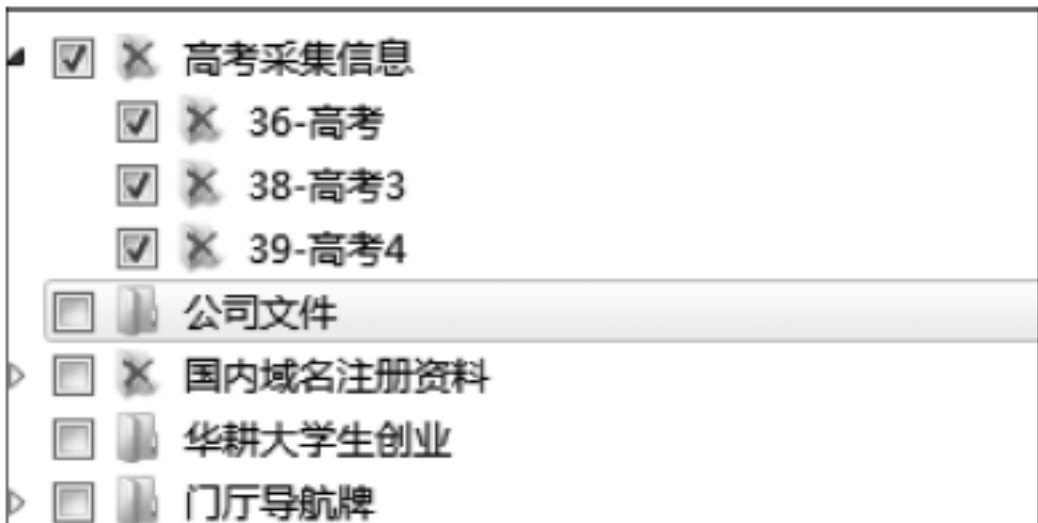 高考采集信息
36-高考
38-高考3
39-高考4
公司文件
国内域名注册资料
华耕大学生创业
门厅导航牌